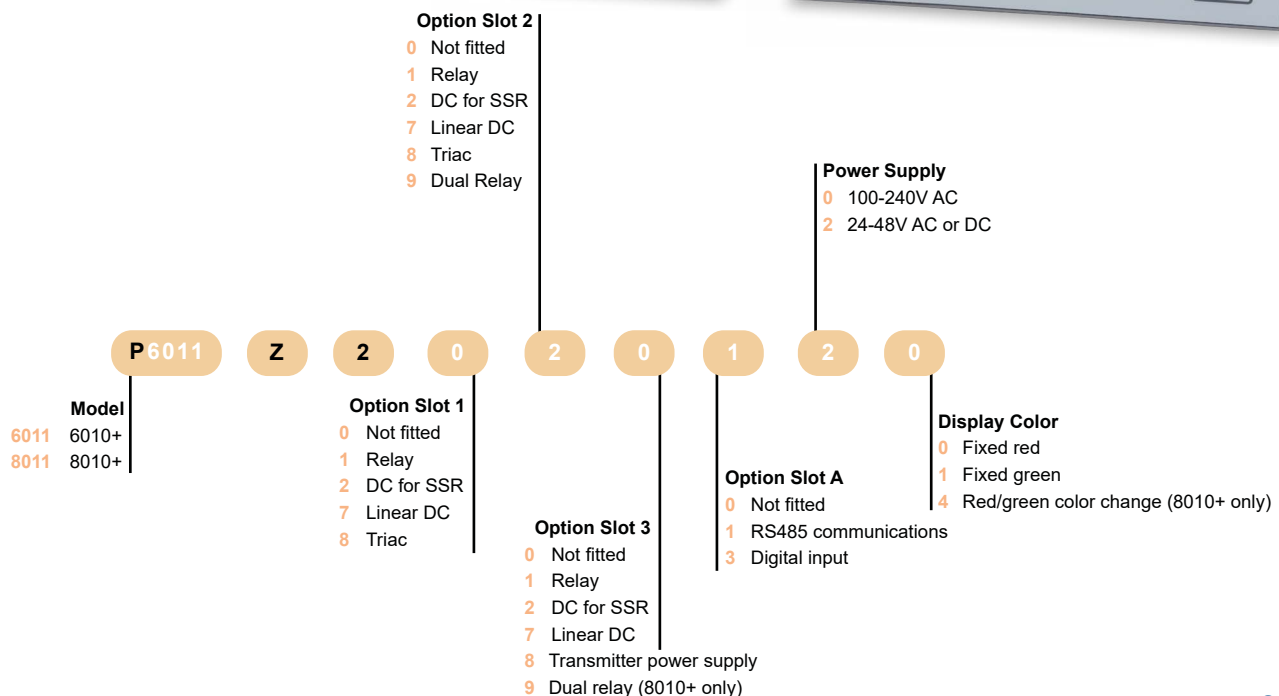 Option Slot 2
0 Not fitted
1 Relay
2 DC for SSR
7 Linear DC
8 Triac
9 Dual Relay
Power Supply
0 100-240V AC
2 24-48V AC or DC
P6011 Z 2 0 2 0 1 2 0
Model
6011 6010+
8011 8010+
Option Slot 1
0 Not fitted
1 Relay
2 DC for SSR
7 Linear DC
8 Triac
Option Slot 3
0 Not fitted
1 Relay
2 DC for SSR
7 Linear DC
8 Transmitter power supply
9 Dual relay (8010+ only)
Option Slot A
0 Not fitted
1 RS485 communications
3 Digital input
Display Color
0 Fixed red
1 Fixed green
4 Red/green color change (8010+ only)